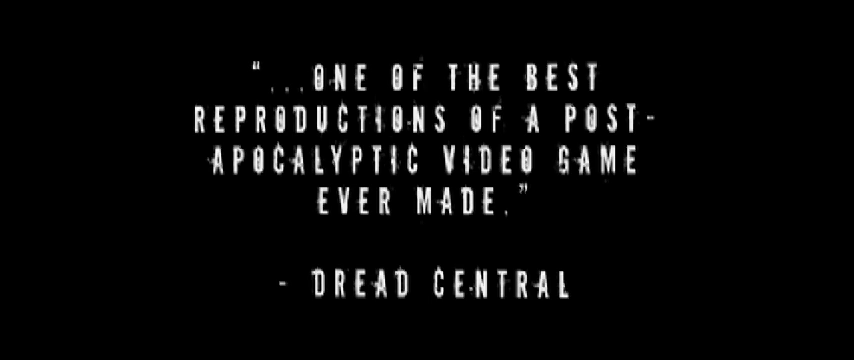 “...ONE OF THE BEST
REPRODUCTIONS OF A POST-
APOCALYPTIC VIDEO GAME
EVER MADE.”
- DREAD CENTRAL